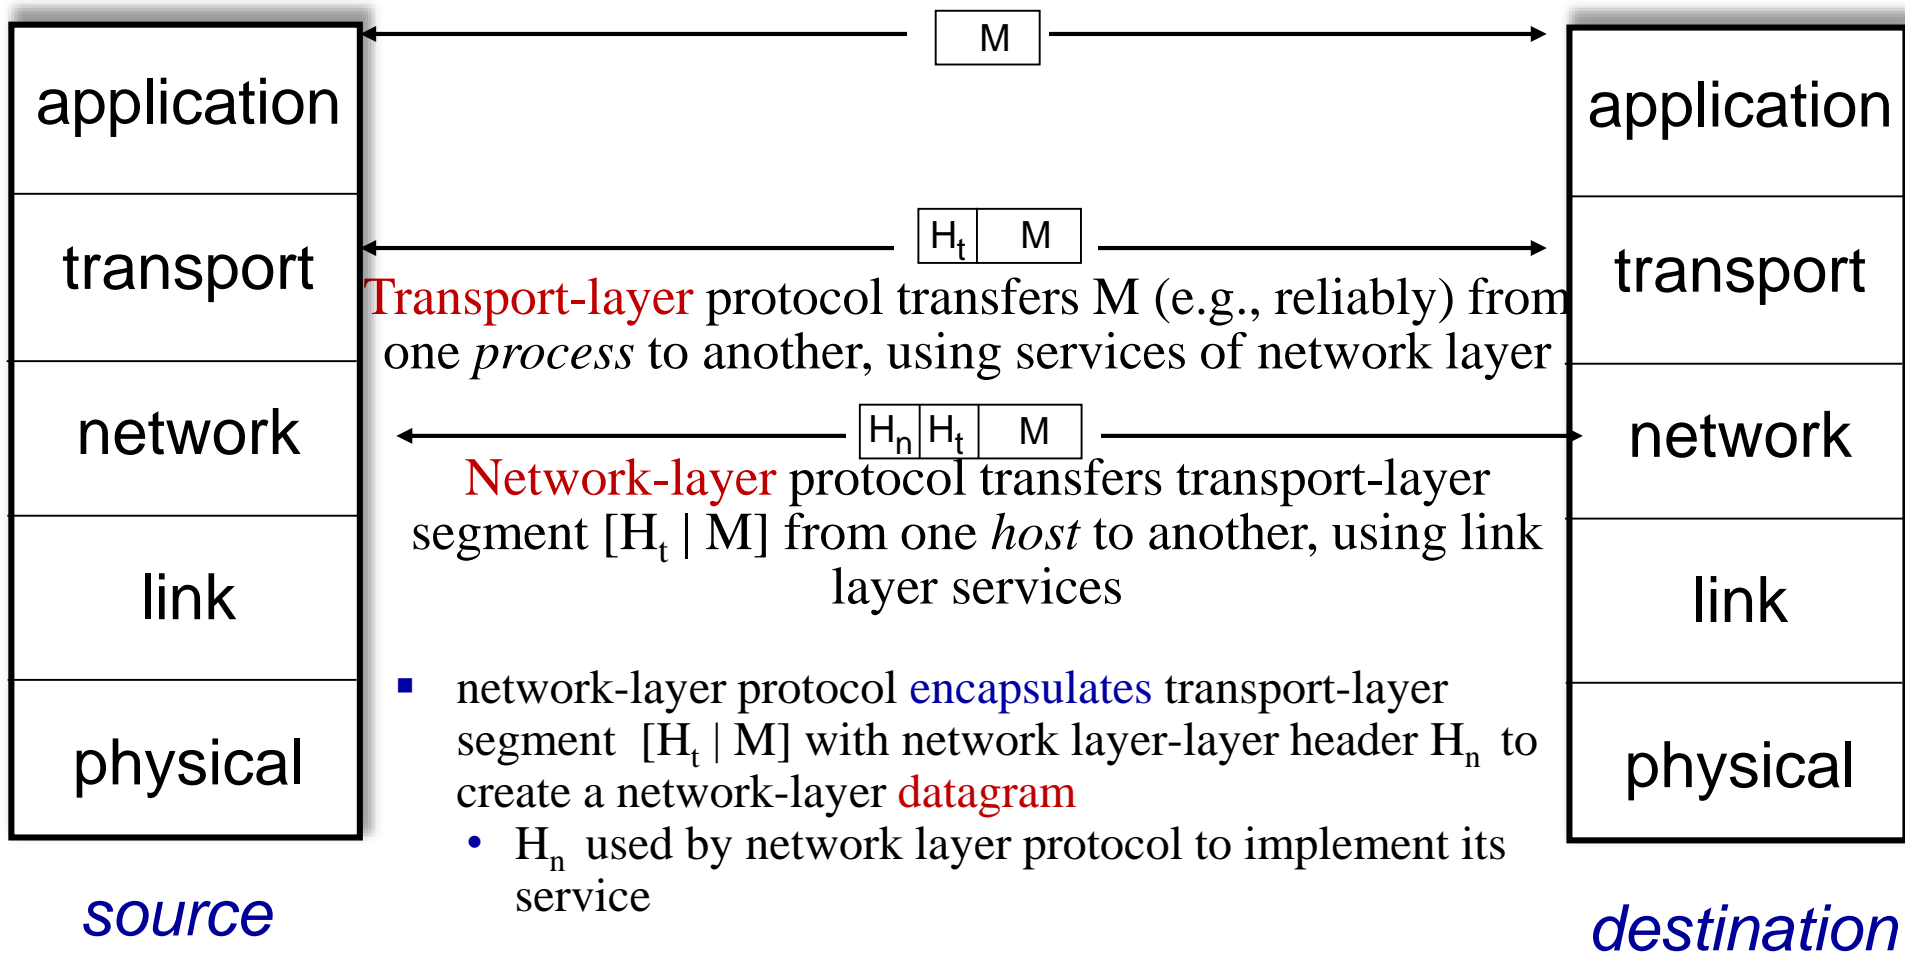 M
application
application
H_t M
transport
transport
Transport-layer protocol transfers M (e.g., reliably) from
one process to another, using services of network layer
H_n H_t M
network
network
Network-layer protocol transfers transport-layer
segment [H_t | M] from one host to another, using link
layer services
link
link
network-layer protocol encapsulates transport-layer
segment [H_t | M] with network layer-layer header H_n to
create a network-layer datagram
physical
physical
H_n used by network layer protocol to implement its
service
source
destination